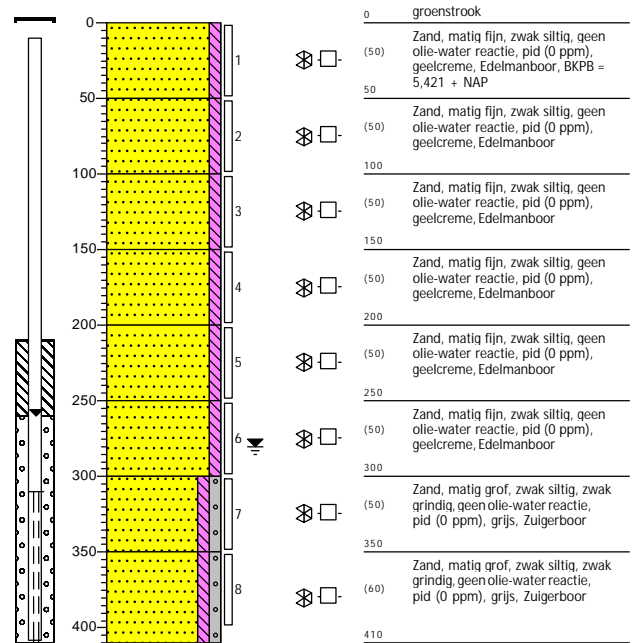 0
groenstrook
0
1
(50)
Zand, matig fijn, zwak siltig, geen
olie-water reactie, pid (0 ppm),
geelcreme, Edelmanboor, BKPB =
5,421 + NAP
50
50
2
(50)
Zand, matig fijn, zwak siltig, geen
olie-water reactie, pid (0 ppm),
geelcreme, Edelmanboor
100
100
3
(50)
Zand, matig fijn, zwak siltig, geen
olie-water reactie, pid (0 ppm),
geelcreme, Edelmanboor
150
150
4
(50)
Zand, matig fijn, zwak siltig, geen
olie-water reactie, pid (0 ppm),
geelcreme, Edelmanboor
200
200
5
(50)
Zand, matig fijn, zwak siltig, geen
olie-water reactie, pid (0 ppm),
geelcreme, Edelmanboor
250
250
6
(50)
Zand, matig fijn, zwak siltig, geen
olie-water reactie, pid (0 ppm),
geelcreme, Edelmanboor
300
300
7
(50)
Zand, matig grof, zwak siltig, zwak
grindig, geen olie-water reactie,
pid (0 ppm), grijs, Zuigerboor
350
350
8
(60)
Zand, matig grof, zwak siltig, zwak
grindig, geen olie-water reactie,
pid (0 ppm), grijs, Zuigerboor
400
410